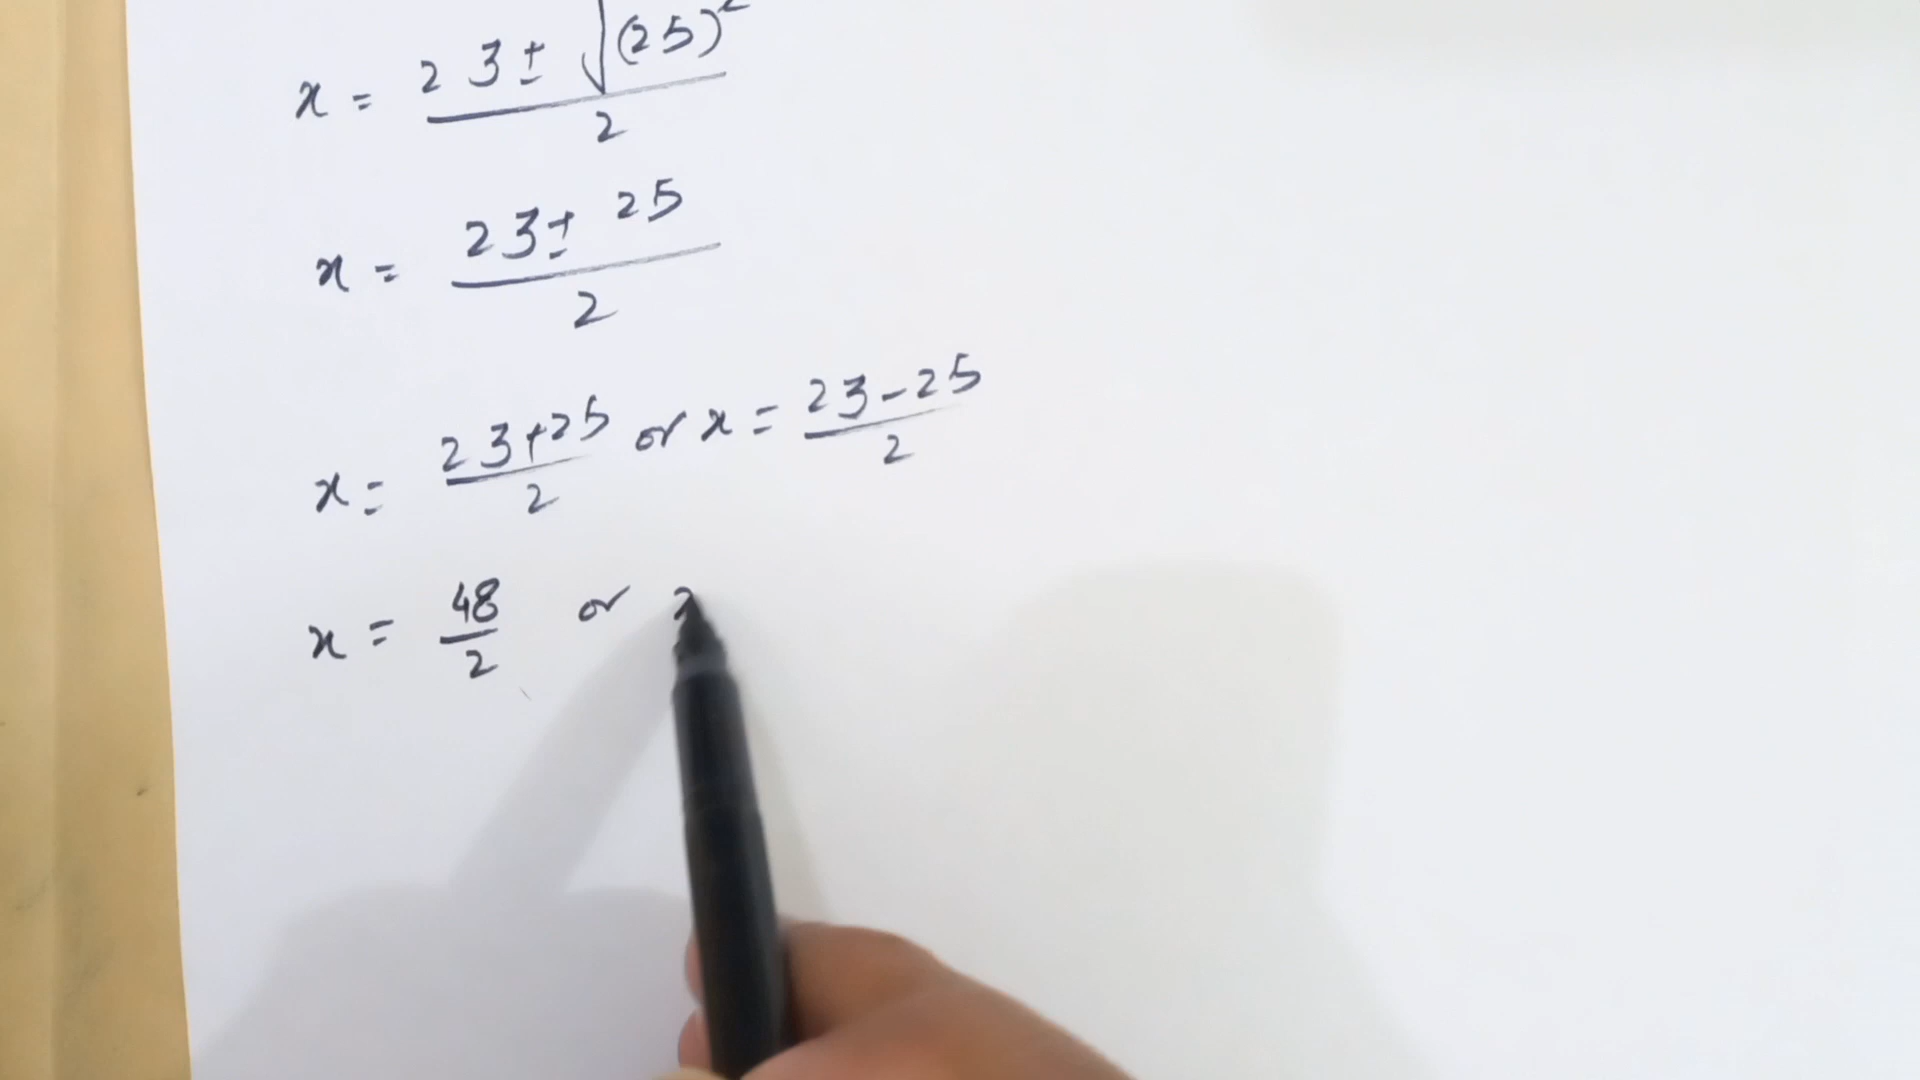 x = (23 ± √(25)²)/2
x = (23 ± 25)/2
x = (23+25)/2 or x = (23-25)/2
x = 48/2 or x